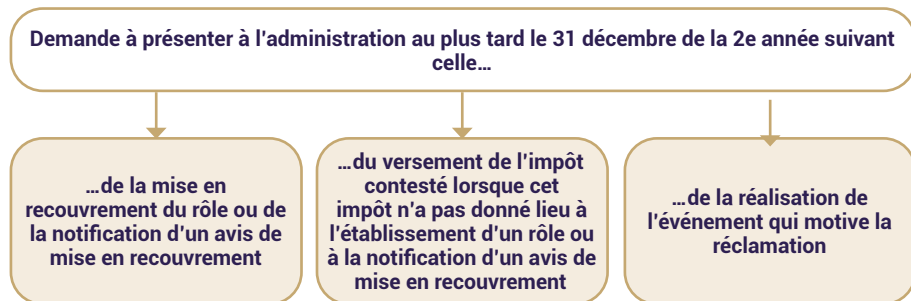 Demande à présenter à l'administration au plus tard le 31 décembre de la 2e année suivant
celle…
…de la mise en
recouvrement du rôle ou de
la notification d'un avis de
mise en recouvrement
…du versement de l'impôt
contesté lorsque cet
impôt n'a pas donné lieu à
l'établissement d'un rôle ou
à la notification d'un avis de
mise en recouvrement
…de la réalisation de
l'événement qui motive la
réclamation